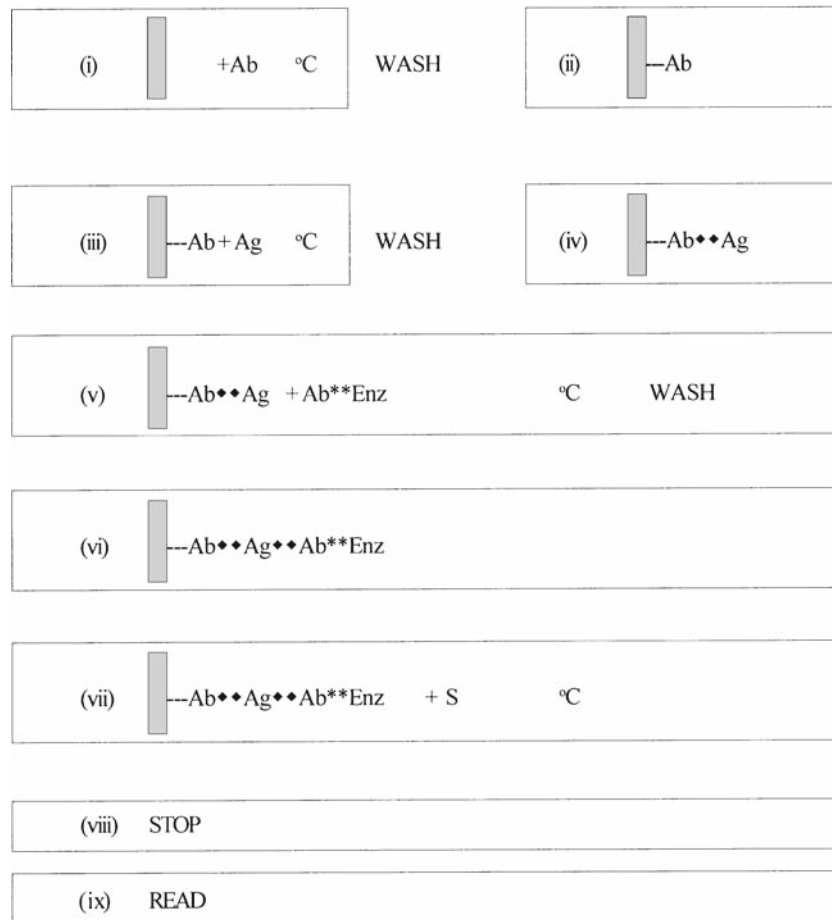 (i) +Ab °C WASH (ii) ---Ab
(iii) ---Ab + Ag °C WASH (iv) ---Ab◆◆Ag
(v) ---Ab◆◆Ag + Ab**Enz °C WASH
(vi) ---Ab◆◆Ag◆◆Ab**Enz
(vii) ---Ab◆◆Ag◆◆Ab**Enz + S °C
(viii) STOP
(ix) READ